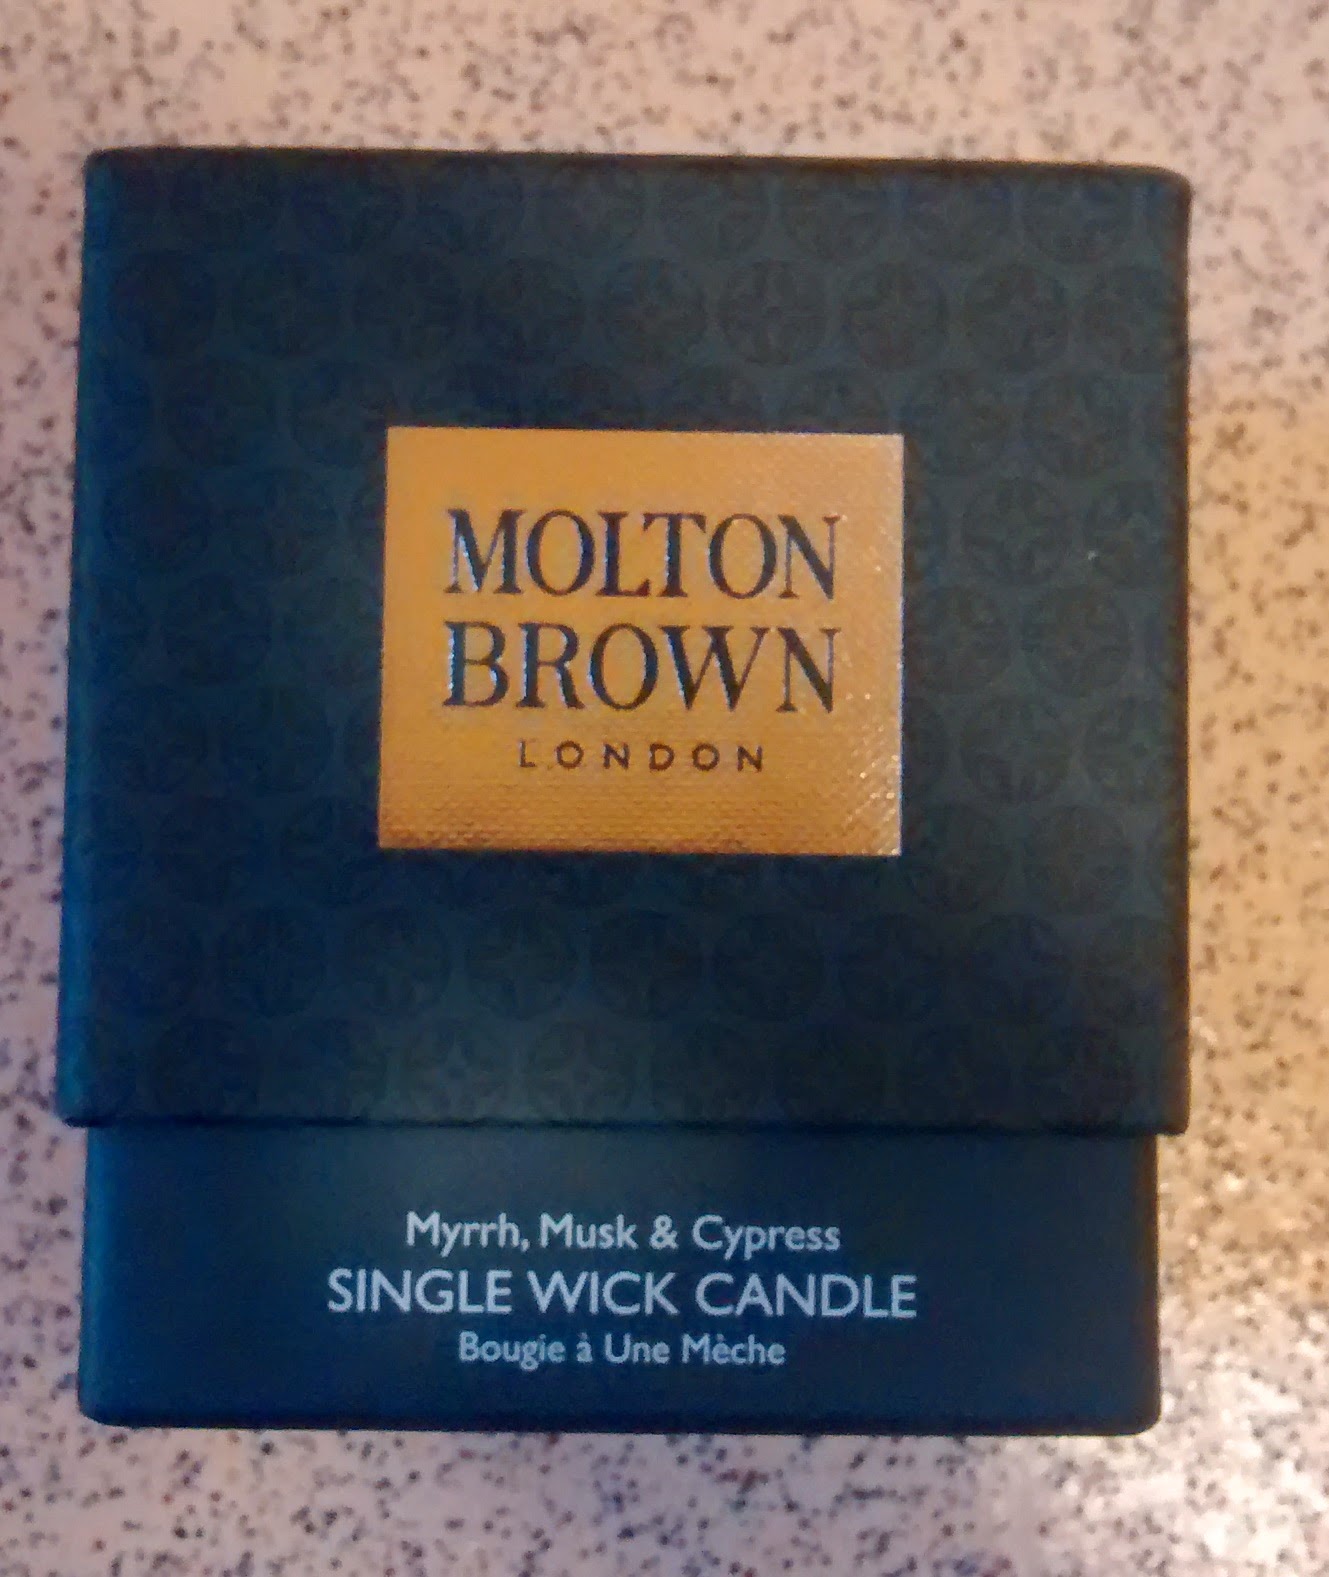 MOLTON
BROWN
LONDON
Myrrh, Musk & Cypress
SINGLE WICK CANDLE
Bougie à Une Mèche